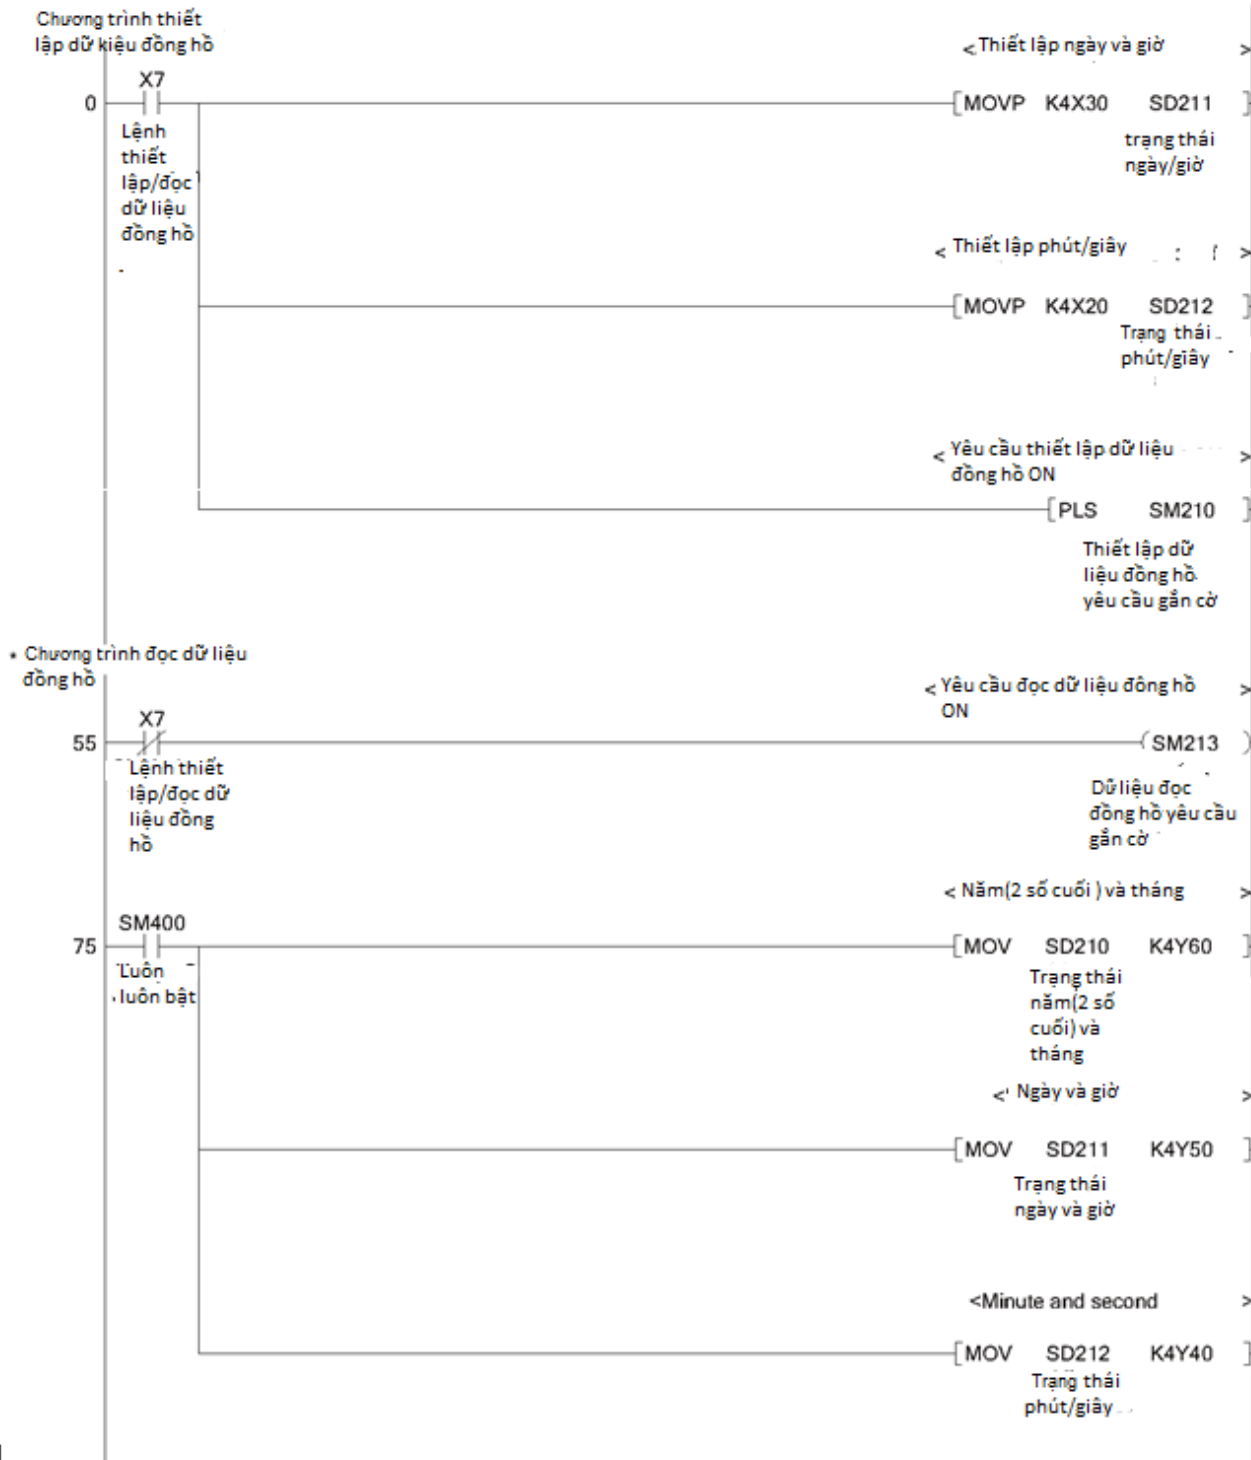 Chương trình thiết
lập dữ kiệu đồng hồ
<Thiết lập ngày và giờ >
X7
0
[MOVP K4X30 SD211 ]
Lệnh
thiết
lập/đọc
dữ liệu
đồng hồ
trạng thái
ngày/giờ
< Thiết lập phút/giây >
[MOVP K4X20 SD212 ]
Trạng thái
phút/giây
< Yêu cầu thiết lập dữ liệu >
đồng hồ ON
[PLS SM210 ]
Thiết lập dữ
liệu đồng hồ
yêu cầu gắn cờ
* Chương trình đọc dữ liệu
đồng hồ
< Yêu cầu đọc dữ liệu đông hồ >
ON
X7
55
(SM213 )
Lệnh thiết
lập/đọc dữ
liệu đồng
hồ
Dữ liệu đọc
đồng hồ yêu cầu
gắn cờ
< Năm(2 số cuối ) và tháng >
SM400
75
[MOV SD210 K4Y60 ]
Luôn
luôn bật
Trạng thái
năm(2 số
cuối) và
tháng
< Ngày và giờ >
[MOV SD211 K4Y50 ]
Trạng thái
ngày và giờ
<Minute and second >
[MOV SD212 K4Y40 ]
Trạng thái
phút/giây